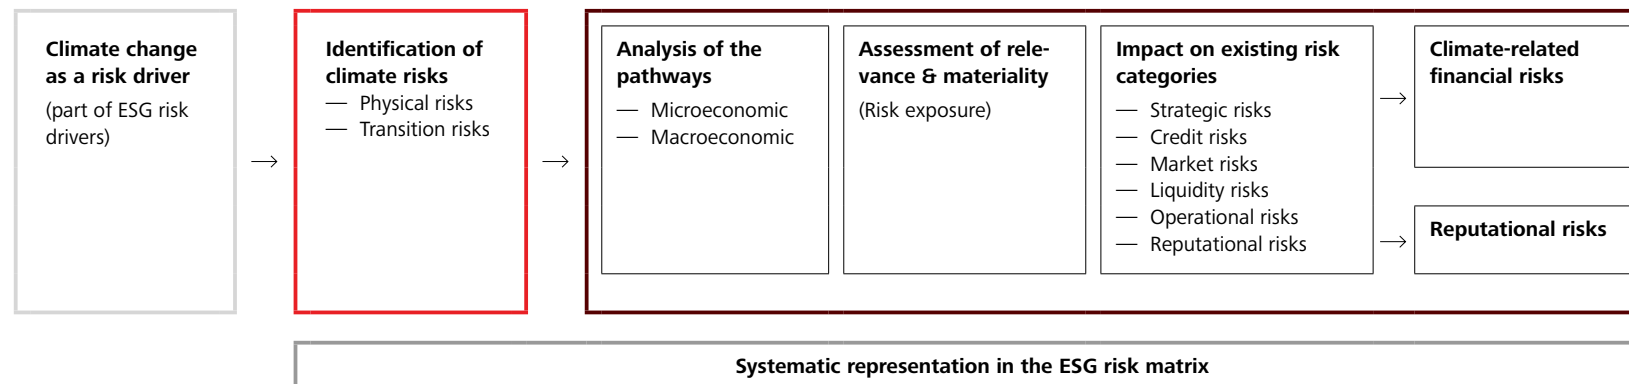 Climate change
as a risk driver
(part of ESG risk
drivers)
→
Identification of
climate risks
— Physical risks
— Transition risks
→
Analysis of the
pathways
— Microeconomic
— Macroeconomic
Assessment of rele-
vance & materiality
(Risk exposure)
Impact on existing risk
categories
— Strategic risks
— Credit risks
— Market risks
— Liquidity risks
— Operational risks
— Reputational risks
→
Climate-related
financial risks
→
Reputational risks
Systematic representation in the ESG risk matrix